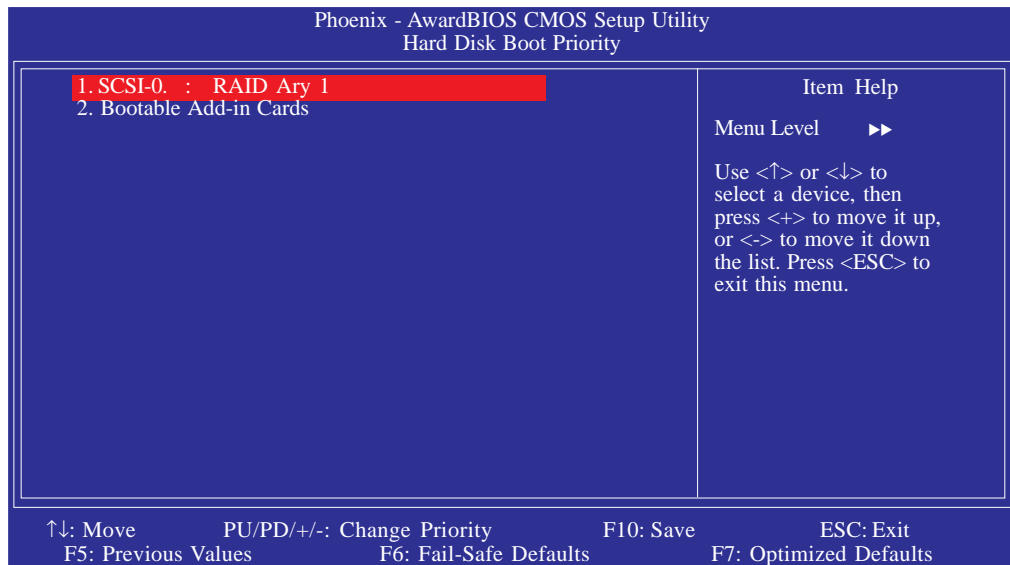 Phoenix - AwardBIOS CMOS Setup Utility
Hard Disk Boot Priority
1. SCSI-0. : RAID Ary 1
2. Bootable Add-in Cards
Item Help
Menu Level ▶▶
Use <↑> or <↓> to
select a device, then
press <+> to move it up,
or <-> to move it down
the list. Press <ESC> to
exit this menu.
↑↓: Move PU/PD/+/-: Change Priority F10: Save ESC: Exit
F5: Previous Values F6: Fail-Safe Defaults F7: Optimized Defaults